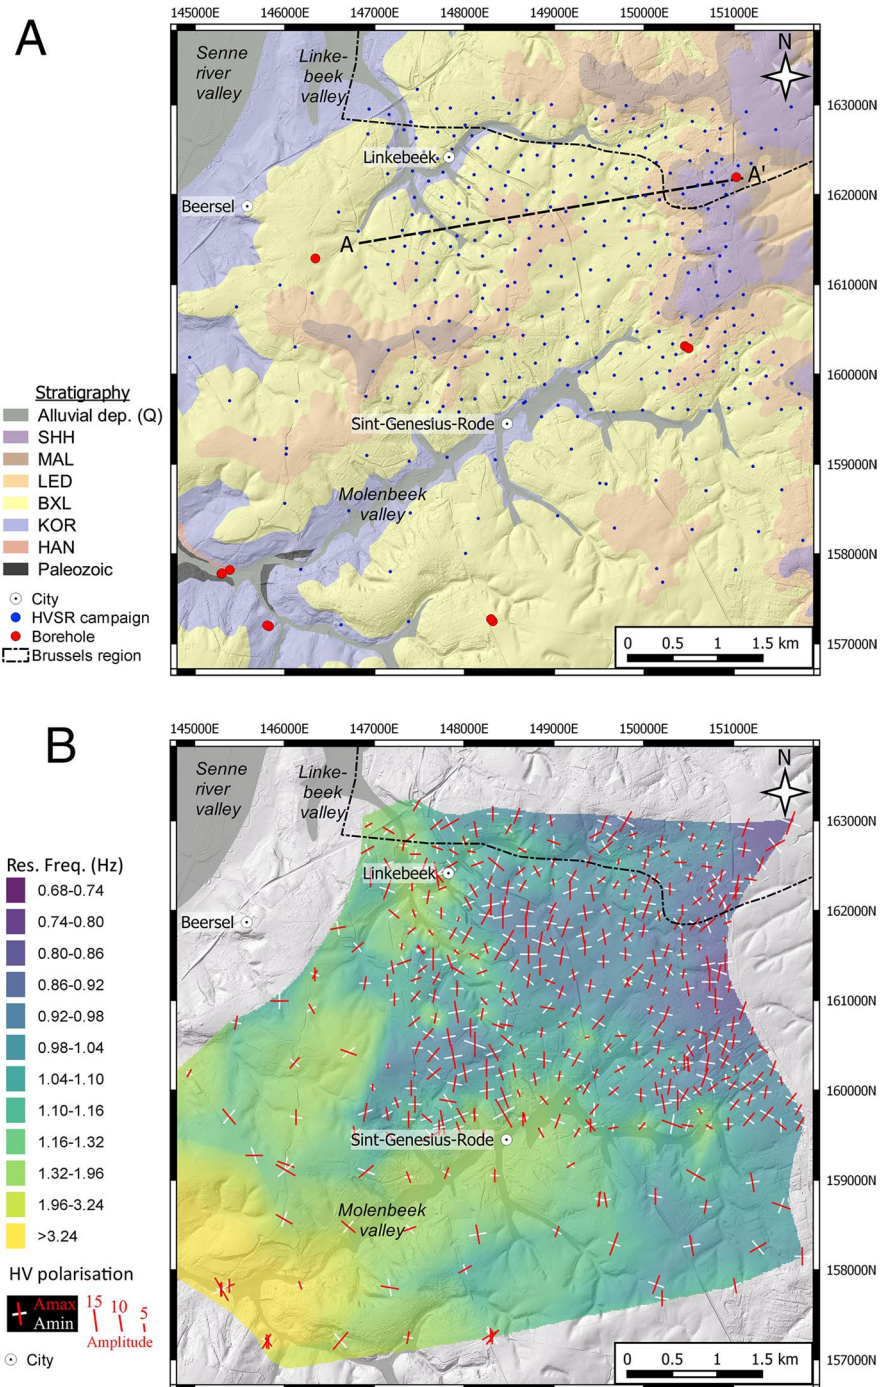 A
145000E 146000E 147000E 148000E 149000E 150000E 151000E
Senne
river
valley
Linke-
beek
valley
N
163000N
Linkebeek
A'
162000N
Beersel
A
161000N
160000N
Stratigraphy
Alluvial dep. (Q)
SHH
MAL
LED
BXL
KOR
HAN
Paleozoic
City
HVSR campaign
Borehole
Brussels region
Sint-Genesius-Rode
159000N
Molenbeek
valley
158000N
157000N
0 0.5 1 1.5 km
B
145000E 146000E 147000E 148000E 149000E 150000E 151000E
Senne
river
valley
Linke-
beek
valley
N
163000N
Linkebeek
162000N
Beersel
161000N
160000N
Res. Freq. (Hz)
0.68-0.74
0.74-0.80
0.80-0.86
0.86-0.92
0.92-0.98
0.98-1.04
1.04-1.10
1.10-1.16
1.16-1.32
1.32-1.96
1.96-3.24
>3.24
Sint-Genesius-Rode
159000N
Molenbeek
valley
158000N
HV polarisation
Amax
Amin
15 10 5
Amplitude
City
157000N
0 0.5 1 1.5 km